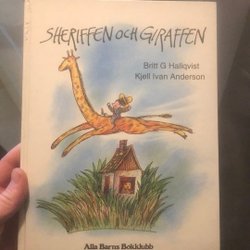 SHERIFFEN OCH GIRAFFEN
Britt G Hallqvist
Kjell Ivan Anderson
Alla Barns Bokklubb